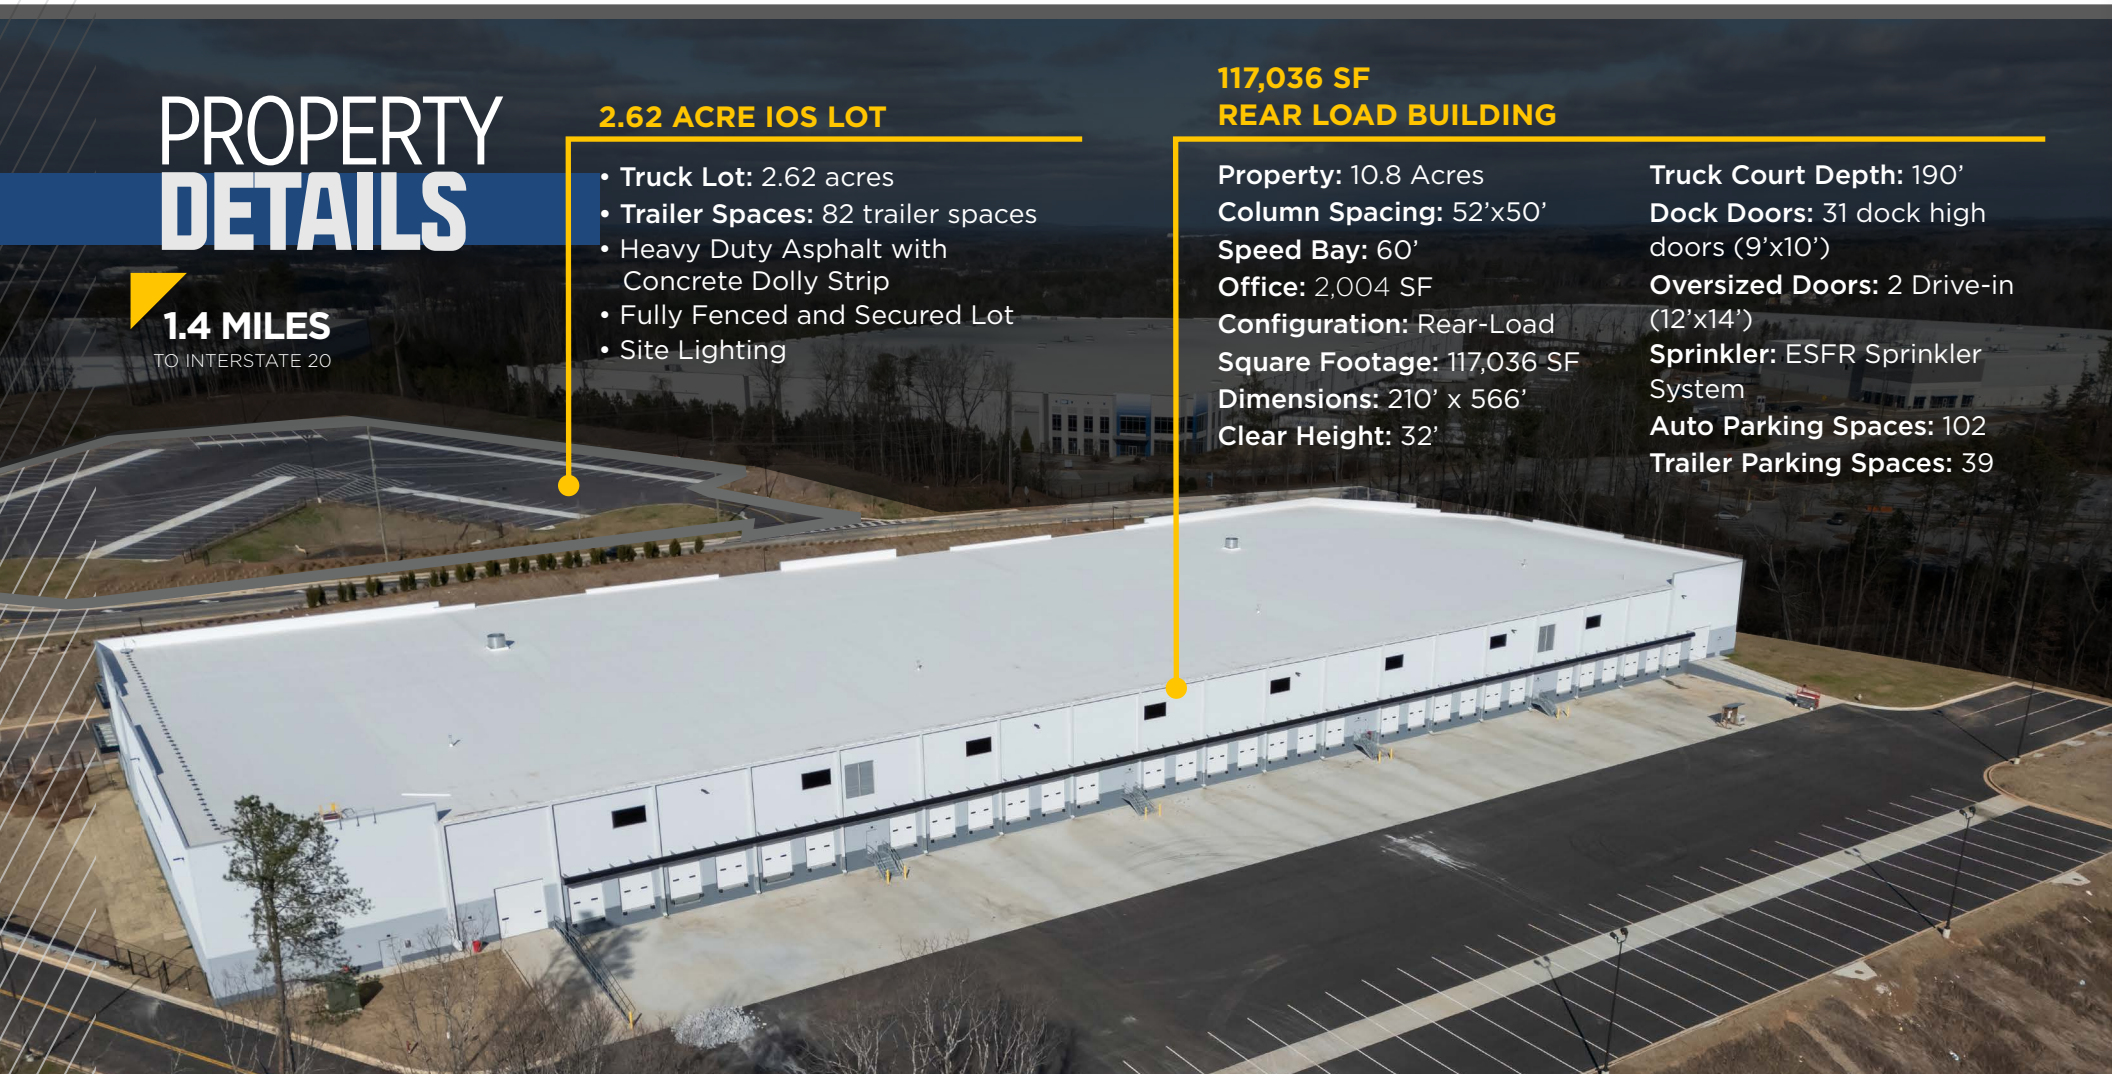 PROPERTY
DETAILS
1.4 MILES
TO INTERSTATE 20
2.62 ACRE IOS LOT
• Truck Lot: 2.62 acres
• Trailer Spaces: 82 trailer spaces
• Heavy Duty Asphalt with
Concrete Dolly Strip
• Fully Fenced and Secured Lot
• Site Lighting
117,036 SF
REAR LOAD BUILDING
Property: 10.8 Acres
Column Spacing: 52’x50’
Speed Bay: 60’
Office: 2,004 SF
Configuration: Rear-Load
Square Footage: 117,036 SF
Dimensions: 210’ x 566’
Clear Height: 32’
Truck Court Depth: 190’
Dock Doors: 31 dock high
doors (9’x10’)
Oversized Doors: 2 Drive-in
(12’x14’)
Sprinkler: ESFR Sprinkler
System
Auto Parking Spaces: 102
Trailer Parking Spaces: 39